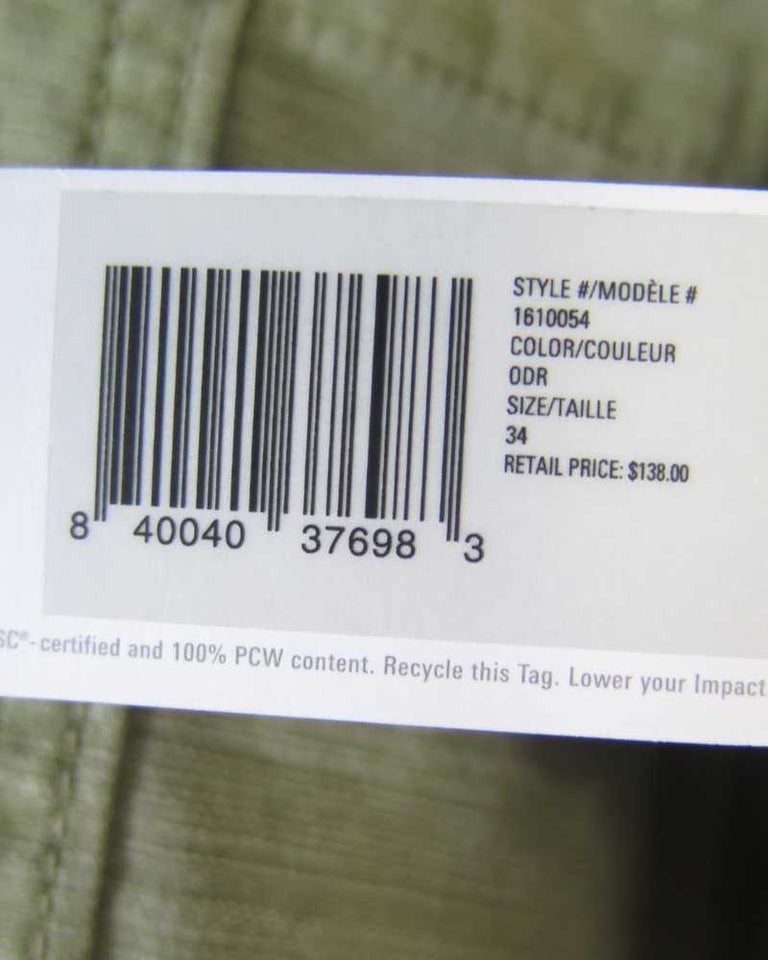 STYLE #/MODÈLE #
1610054
COLOR/COULEUR
ODR
SIZE/TAILLE
34
RETAIL PRICE: $138.00
8 40040 37698 3
SC®-certified and 100% PCW content. Recycle this Tag. Lower your Impact